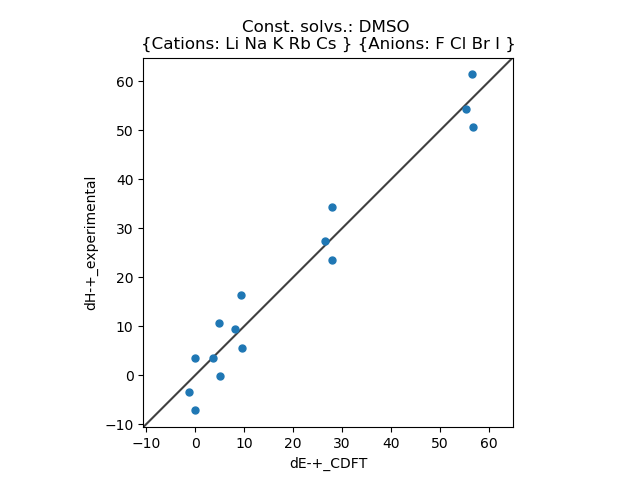 Const. solvs.: DMSO
{Cations: Li Na K Rb Cs } {Anions: F Cl Br I }
60
50
40
30
20
10
0
−10
dH-+_experimental
−10 0 10 20 30 40 50 60
dE-+_CDFT